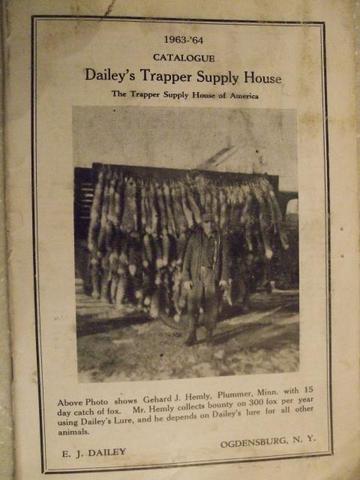 1963-'64
CATALOGUE
Dailey's Trapper Supply House
The Trapper Supply House of America
Above Photo shows Gehard J. Hemly, Plummer, Minn. with 15
day catch of fox. Mr. Hemly collects bounty on 300 fox per year
using Dailey's Lure, and he depends on Dailey's lure for all other
animals.
E. J. DAILEY
OGDENSBURG, N. Y.